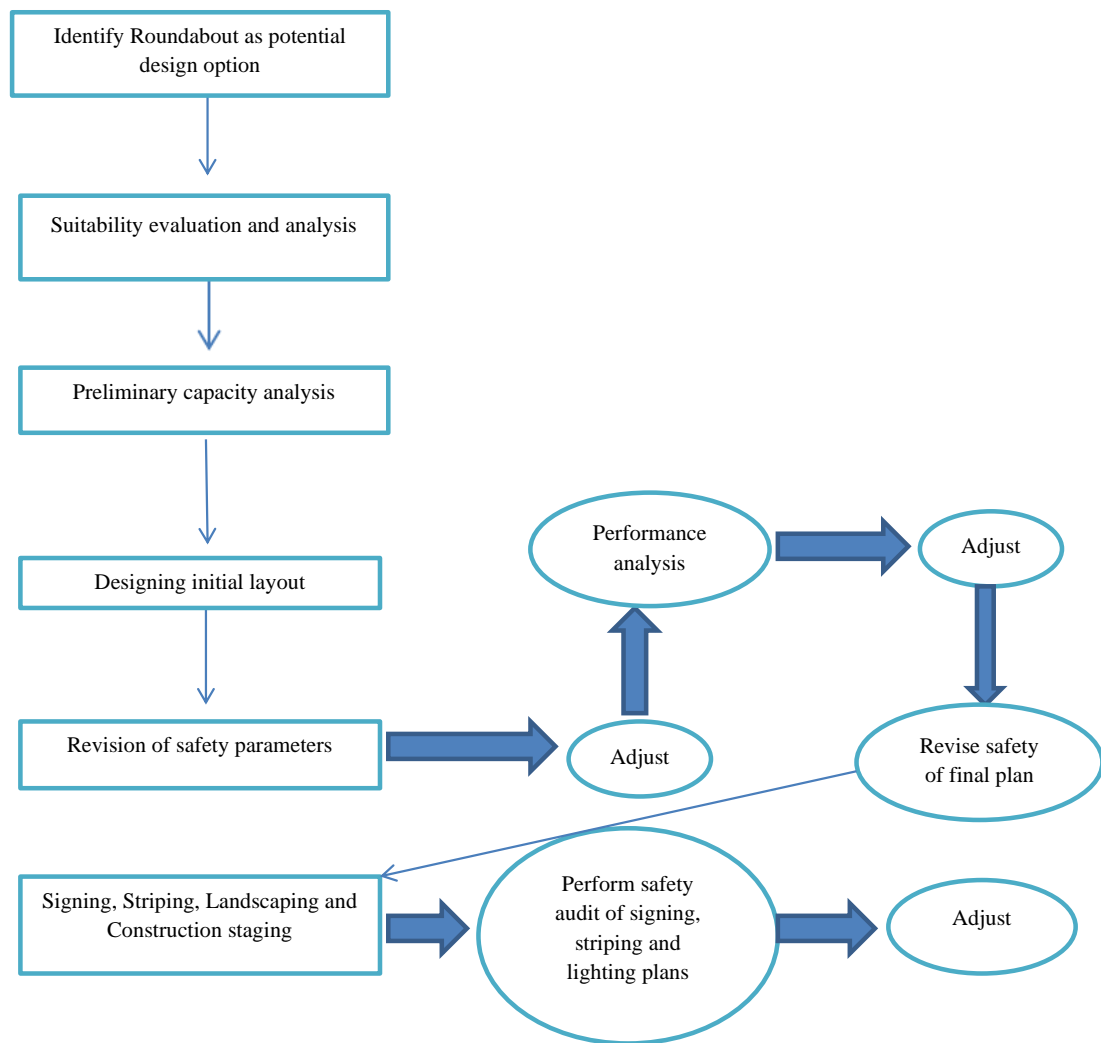 Identify Roundabout as potential
design option
Suitability evaluation and analysis
Preliminary capacity analysis
Designing initial layout
Revision of safety parameters
Adjust
Performance
analysis
Adjust
Revise safety
of final plan
Signing, Striping, Landscaping and
Construction staging
Perform safety
audit of signing,
striping and
lighting plans
Adjust